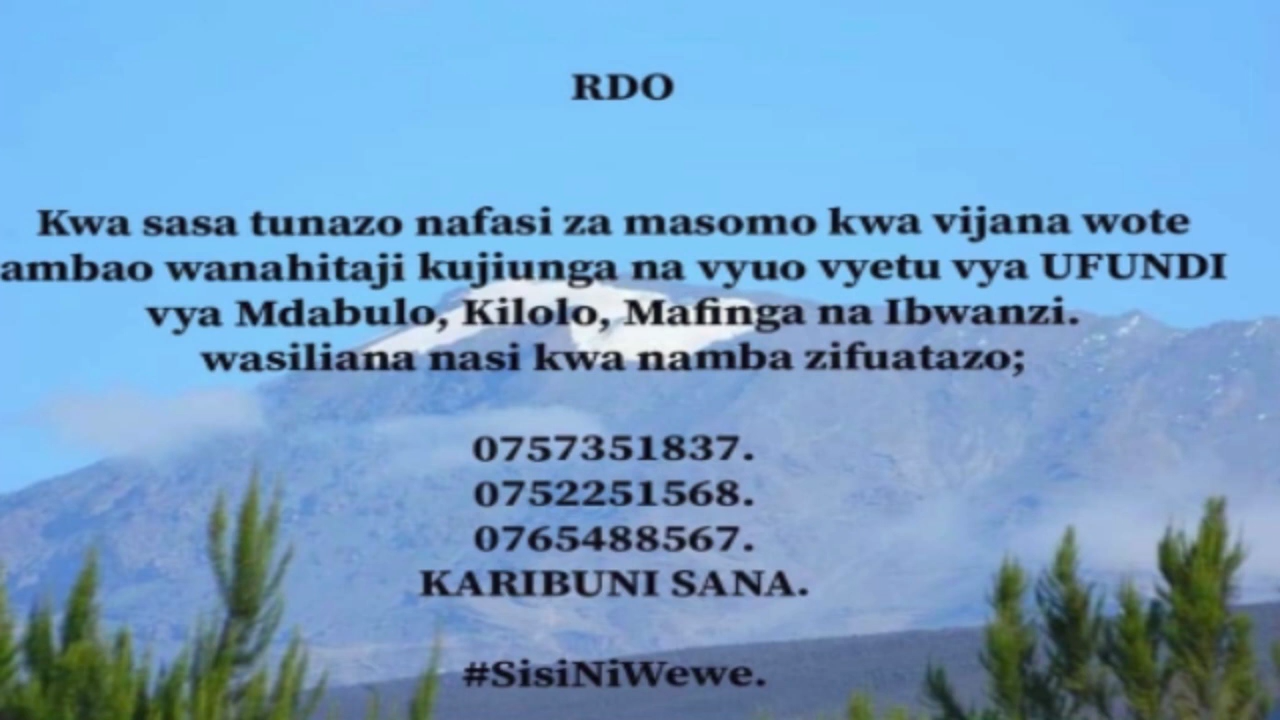 RDO
Kwa sasa tunazo nafasi za masomo kwa vijana wote
ambao wanahitaji kujiunga na vyuo vyetu vya UFUNDI
vya Mdabulo, Kilolo, Mafinga na Ibwanzi.
wasiliana nasi kwa namba zifuatazo;
0757351837.
0752251568.
0765488567.
KARIBUNI SANA.
#SisiNiWewe.